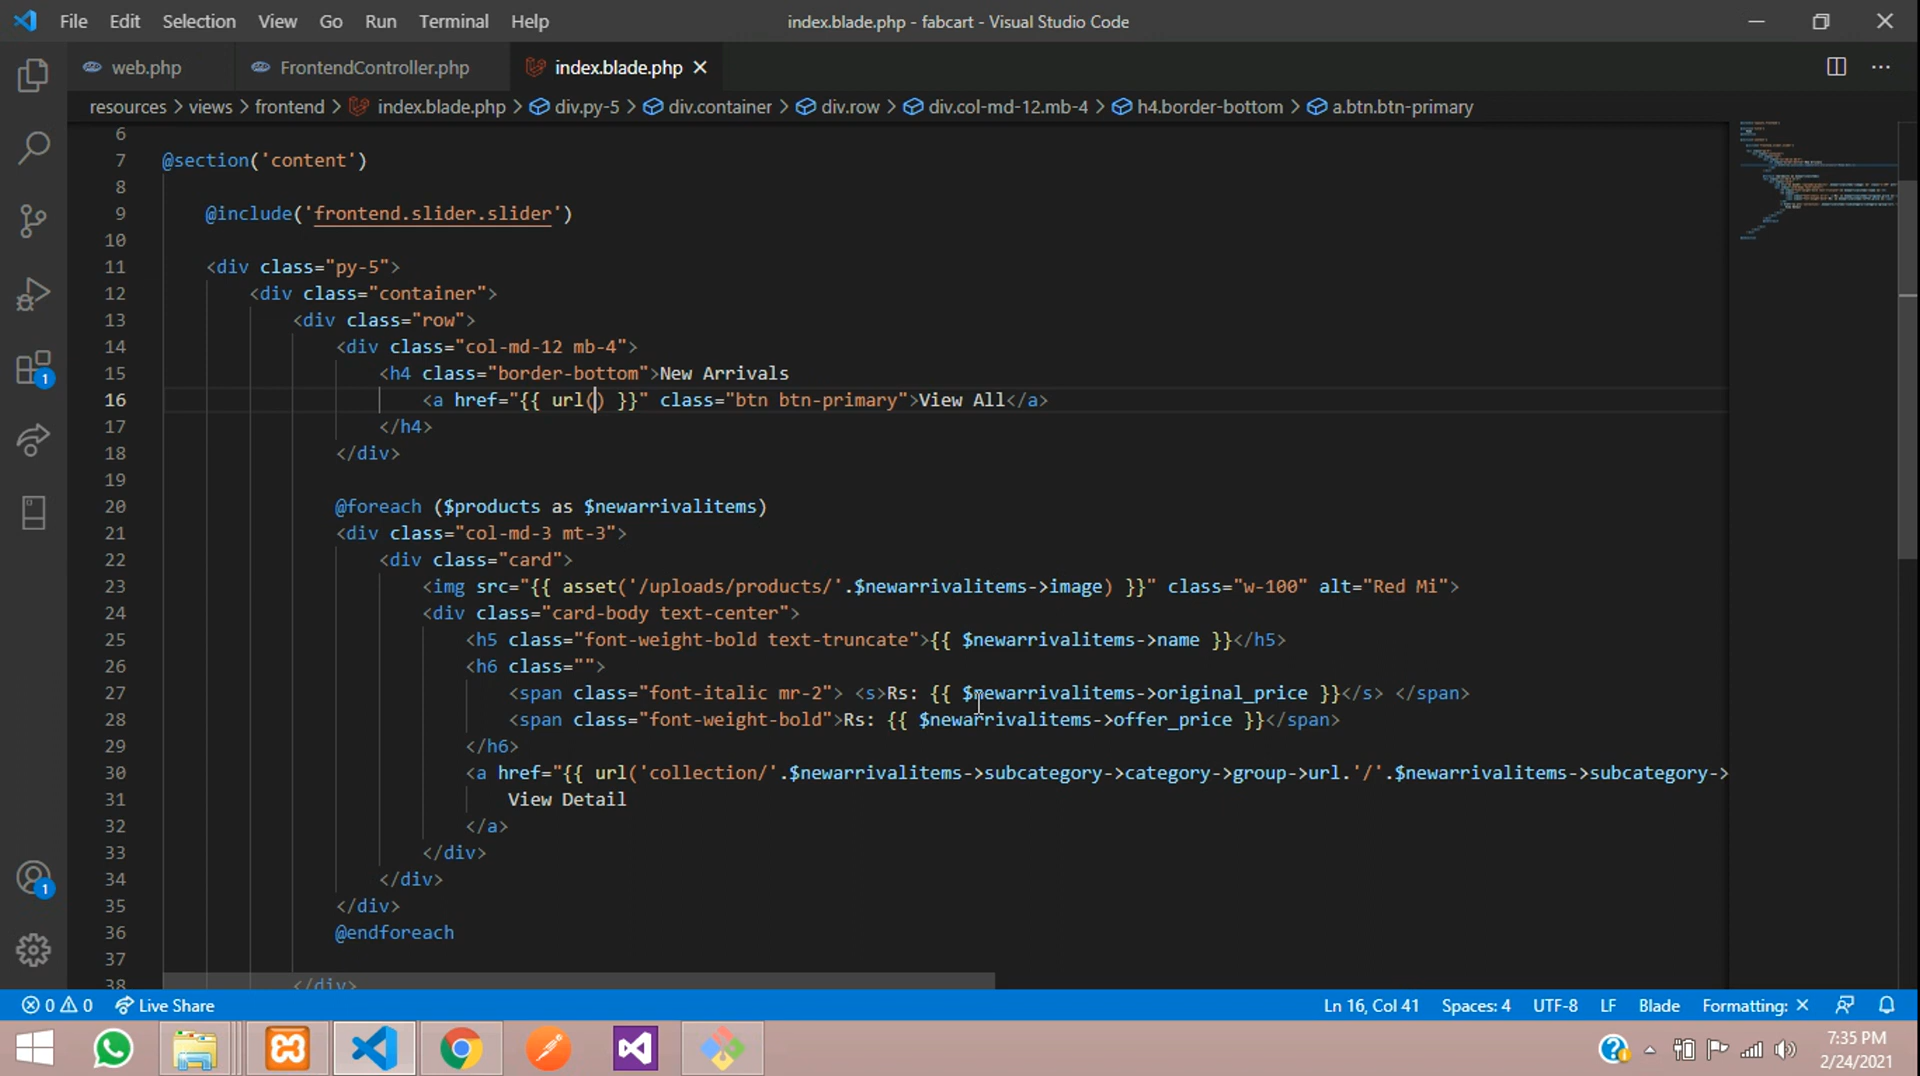 File Edit Selection View Go Run Terminal Help index.blade.php - fabcart - Visual Studio Code
web.php FrontendController.php index.blade.php
resources > views > frontend > index.blade.php > div.py-5 > div.container > div.row > div.col-md-12.mb-4 > h4.border-bottom > a.btn.btn-primary
6
7 @section('content')
8
9 @include('frontend.slider.slider')
10
11 <div class="py-5">
12 <div class="container">
13 <div class="row">
14 <div class="col-md-12 mb-4">
15 <h4 class="border-bottom">New Arrivals
16 <a href="{{ url() }}" class="btn btn-primary">View All</a>
17 </h4>
18 </div>
19
20 @foreach ($products as $newarrivalitems)
21 <div class="col-md-3 mt-3">
22 <div class="card">
23 <img src="{{ asset('/uploads/products/'.$newarrivalitems->image) }}" class="w-100" alt="Red Mi">
24 <div class="card-body text-center">
25 <h5 class="font-weight-bold text-truncate">{{ $newarrivalitems->name }}</h5>
26 <h6 class="">
27 <span class="font-italic mr-2"> <s>Rs: {{ $newarrivalitems->original_price }}</s> </span>
28 <span class="font-weight-bold">Rs: {{ $newarrivalitems->offer_price }}</span>
29 </h6>
30 <a href="{{ url('collection/'.$newarrivalitems->subcategory->category->group->url.'/'.$newarrivalitems->subcategory->
31 View Detail
32 </a>
33 </div>
34 </div>
35 </div>
36 @endforeach
37
38 </div>
1
1
0 0 Live Share Ln 16, Col 41 Spaces: 4 UTF-8 LF Blade Formatting: ×
7:35 PM
2/24/2021